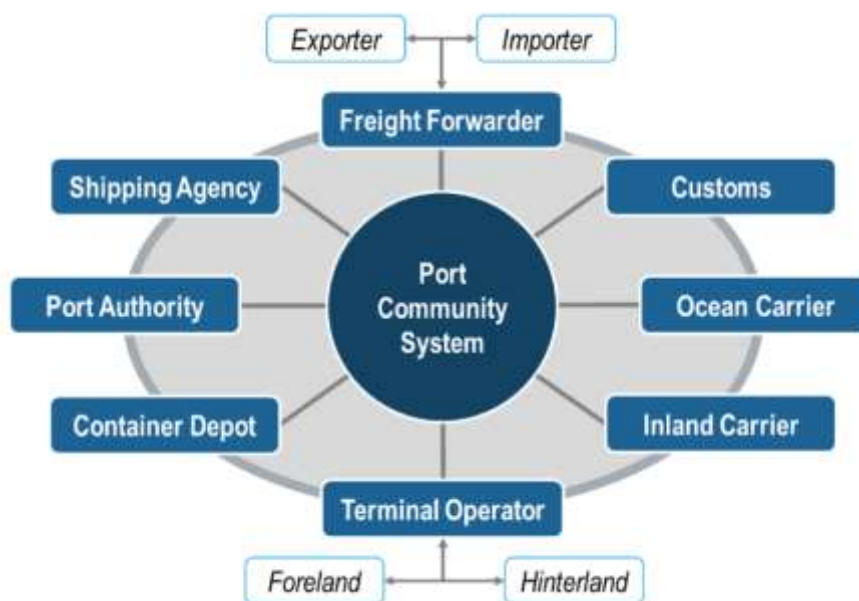 Exporter
Importer
Freight Forwarder
Shipping Agency
Customs
Port
Community
System
Port Authority
Ocean Carrier
Container Depot
Inland Carrier
Terminal Operator
Foreland
Hinterland